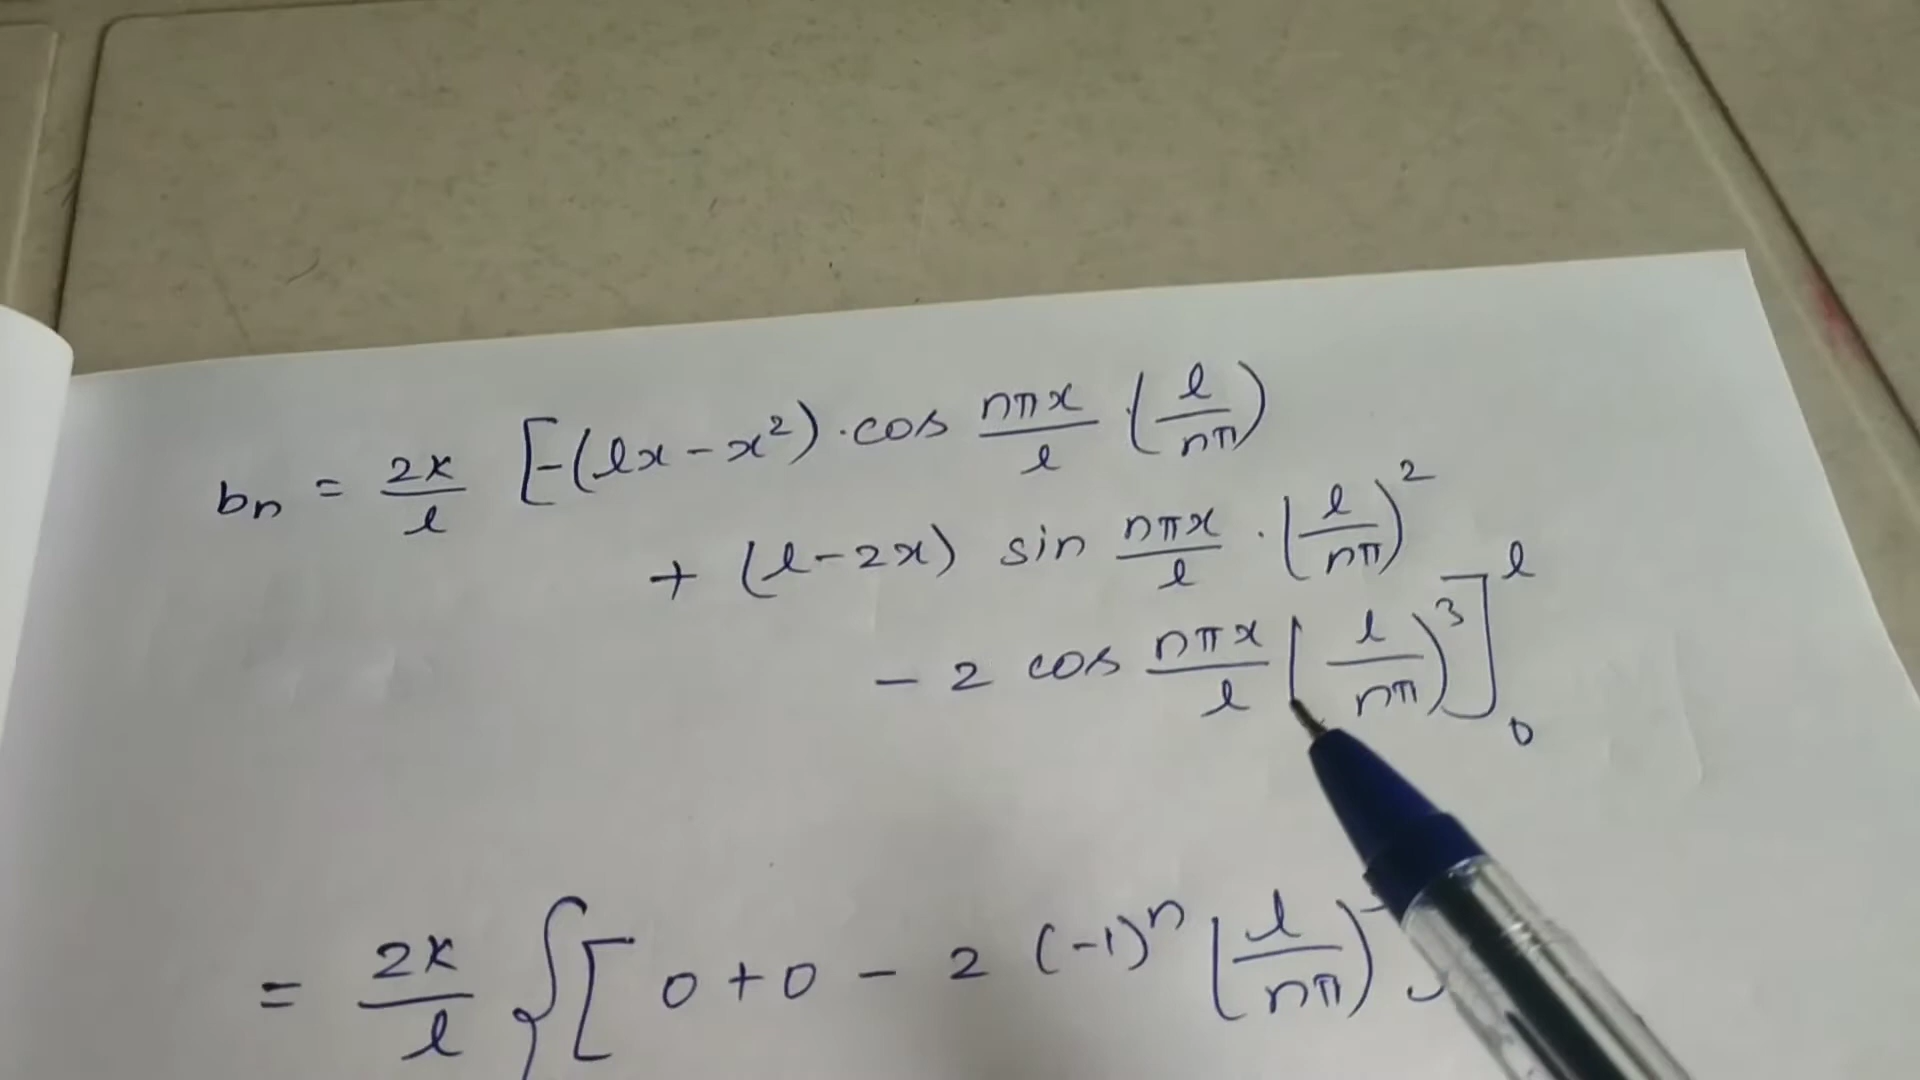 bn = 2k/l [-(lx-x²)·cos nπx/l (l/nπ)
+ (l-2x) sin nπx/l · (l/nπ)²
- 2 cos nπx/l (l/nπ)³]₀ˡ
= 2k/l {[0+0 - 2 (-1)ⁿ (l/nπ)